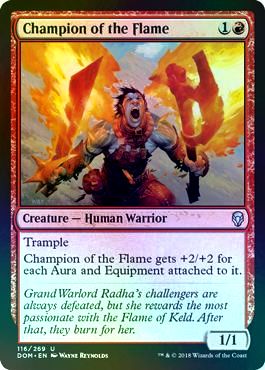 Champion of the Flame 1
Creature — Human Warrior
Trample
Champion of the Flame gets +2/+2 for
each Aura and Equipment attached to it.
Grand Warlord Radha's challengers are
always defeated, but she rewards the most
passionate with the Flame of Keld. After
that, they burn for her.
1/1
116/269 U
DOM • EN WAYNE REYNOLDS
™ & © 2018 Wizards of the Coast